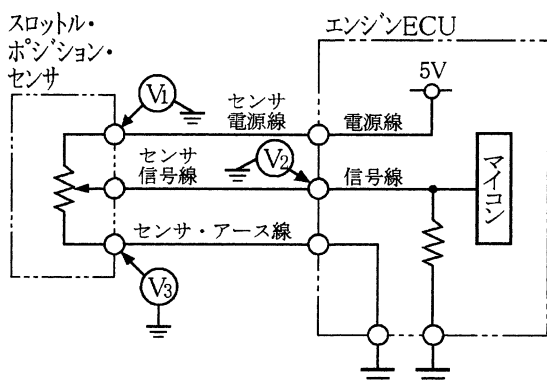 スロットル・
ポジション・
センサ
エンジンECU
V1
センサ
電源線
電源線
5V
センサ
信号線
V2
信号線
マイコン
センサ・アース線
V3